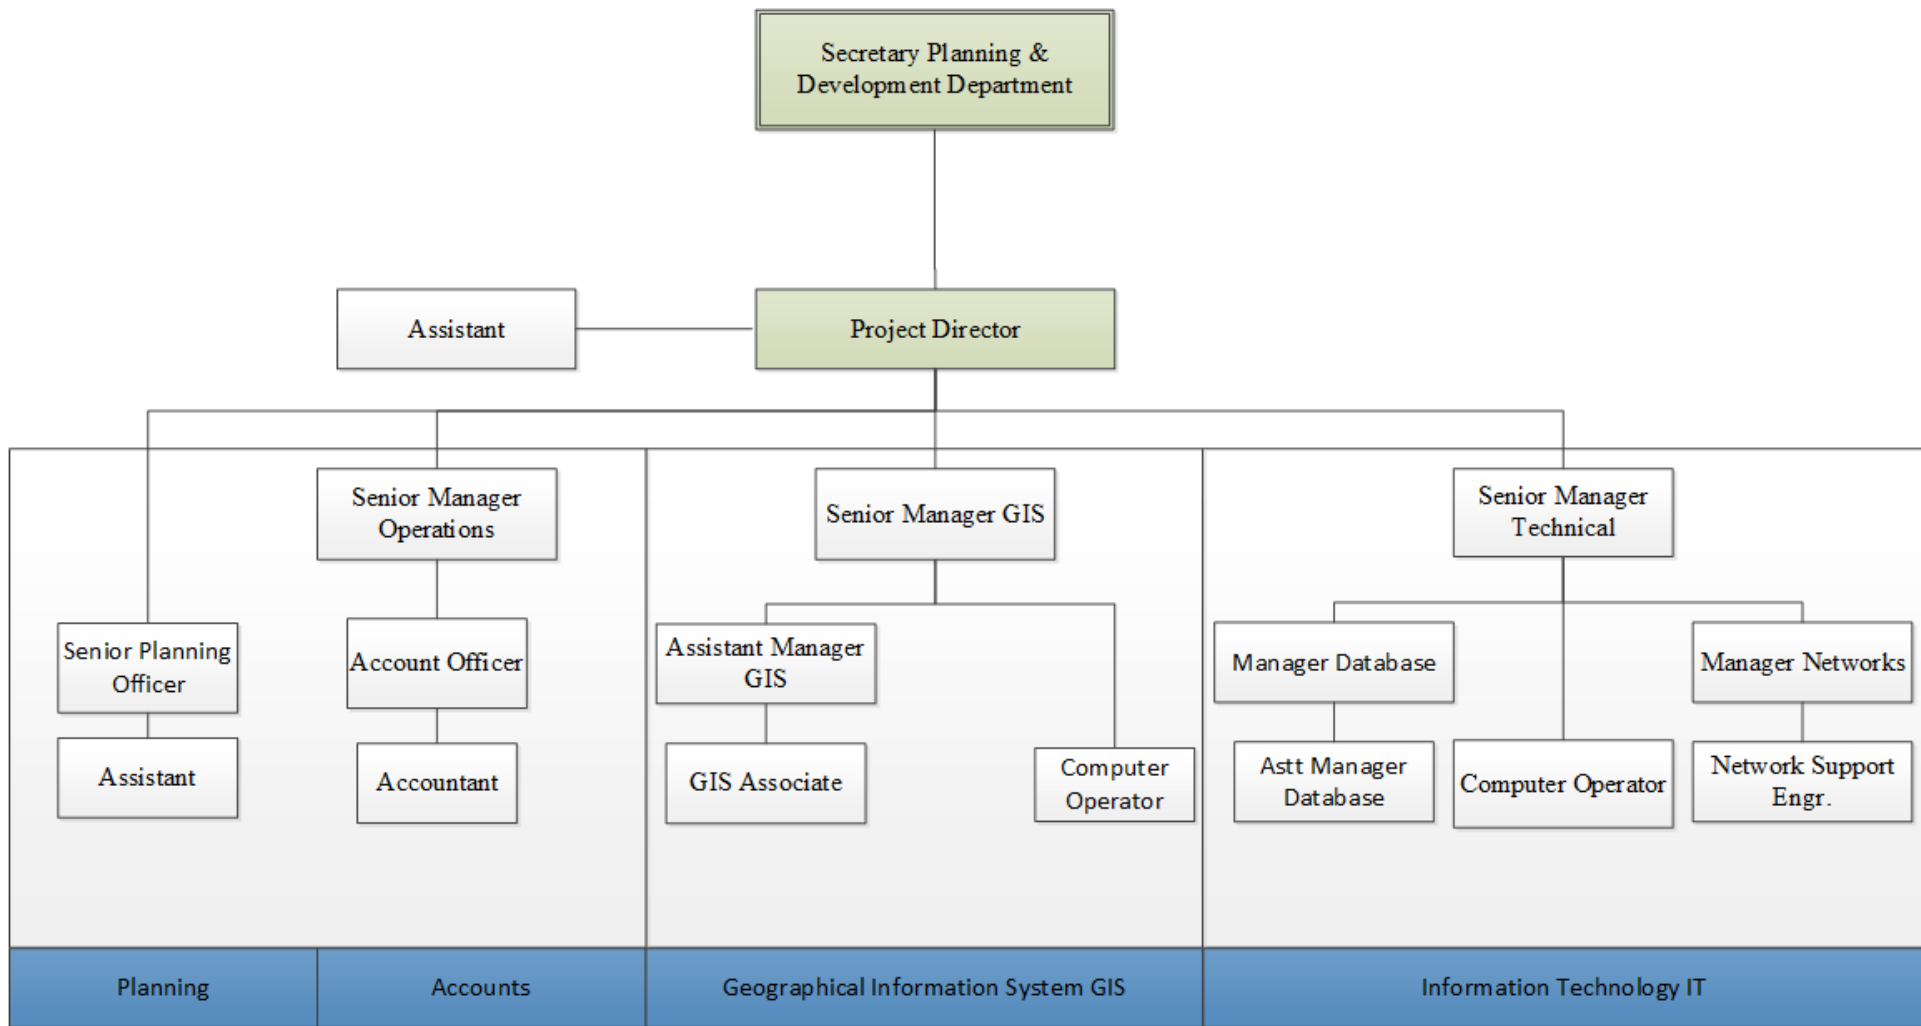 Secretary Planning &
Development Department
Assistant
Project Director
Senior Manager
Operations
Senior Manager GIS
Senior Manager
Technical
Senior Planning
Officer
Account Officer
Assistant Manager
GIS
Manager Database
Manager Networks
Assistant
Accountant
GIS Associate
Computer
Operator
Astt Manager
Database
Computer Operator
Network Support
Engr.
Planning
Accounts
Geographical Information System GIS
Information Technology IT